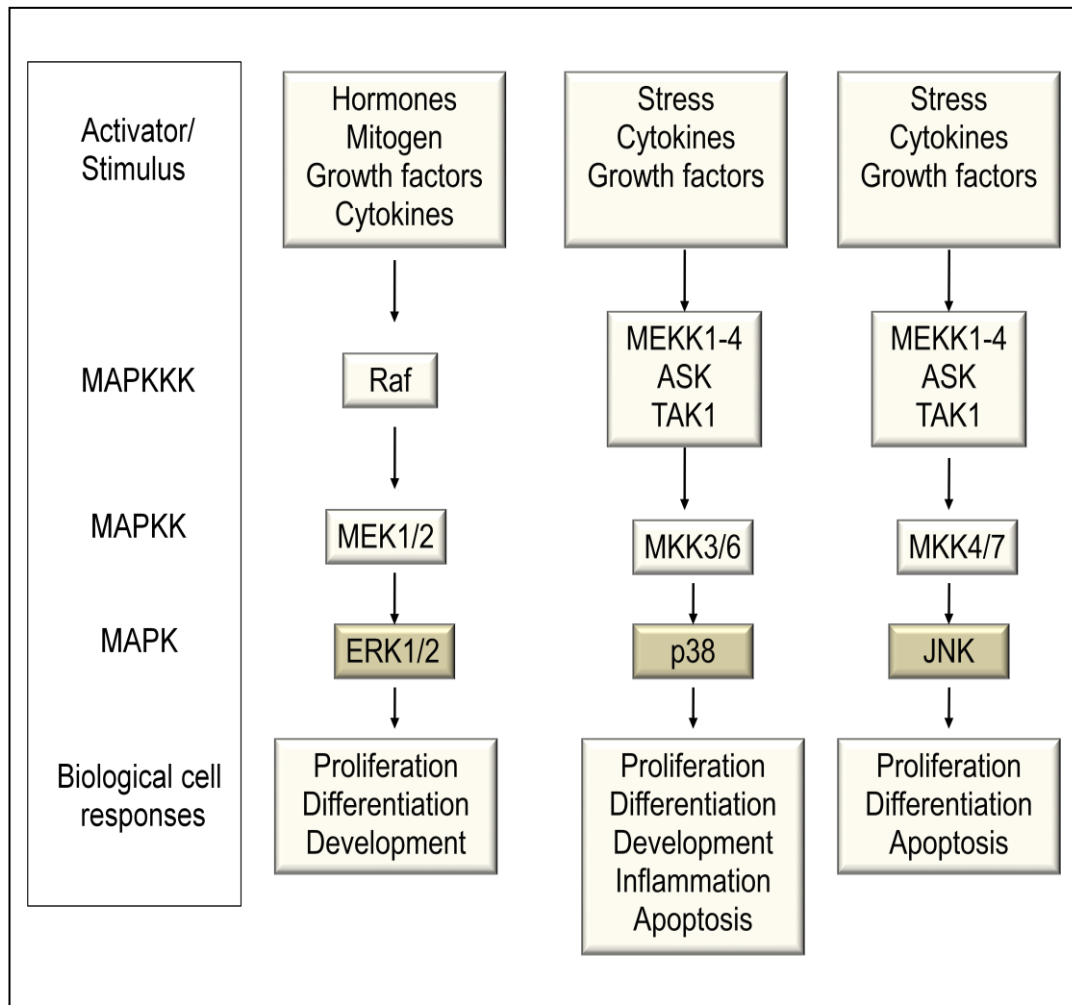 Activator/
Stimulus
Hormones
Mitogen
Growth factors
Cytokines
Stress
Cytokines
Growth factors
Stress
Cytokines
Growth factors
MAPKKK
Raf
MEKK1-4
ASK
TAK1
MEKK1-4
ASK
TAK1
MAPKK
MEK1/2
MKK3/6
MKK4/7
MAPK
ERK1/2
p38
JNK
Biological cell
responses
Proliferation
Differentiation
Development
Proliferation
Differentiation
Development
Inflammation
Apoptosis
Proliferation
Differentiation
Apoptosis